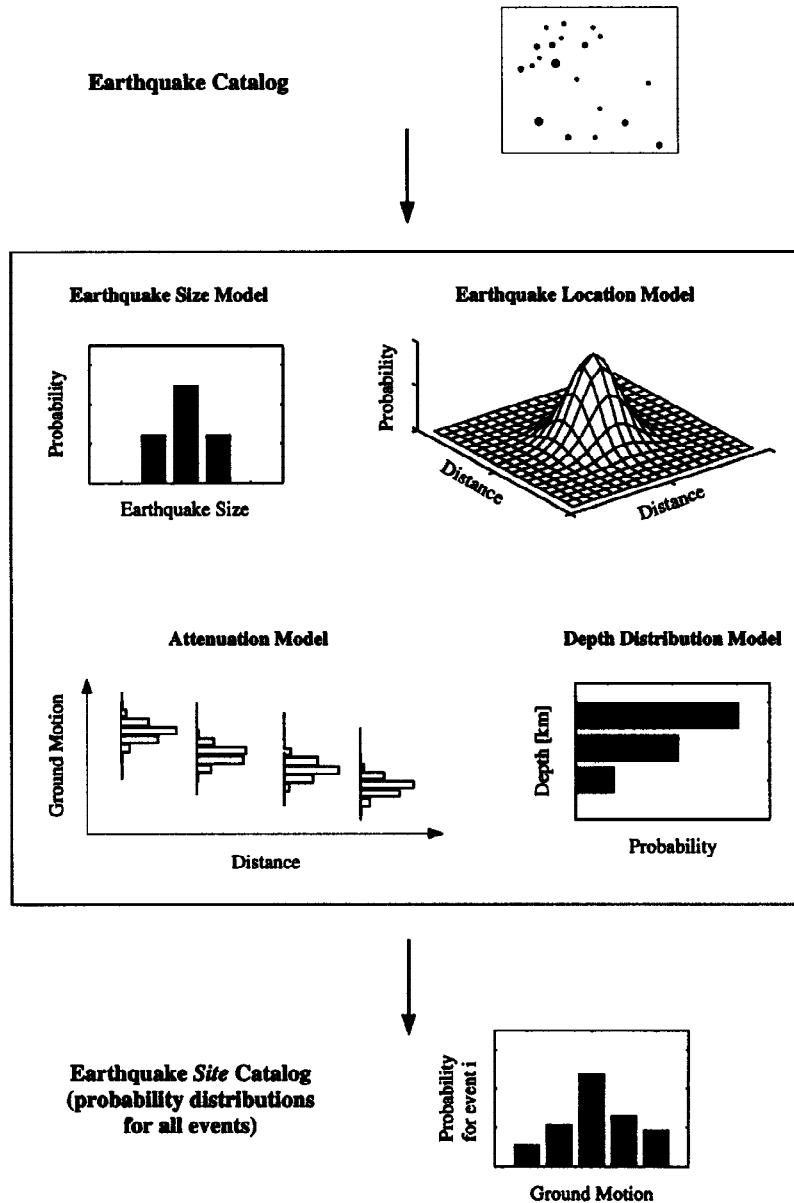 Earthquake Catalog
Earthquake Size Model
Earthquake Location Model
Probability
Earthquake Size
Probability
Distance
Distance
Attenuation Model
Depth Distribution Model
Ground Motion
Distance
Depth [km]
Probability
Earthquake Site Catalog
(probability distributions
for all events)
Probability
for event i
Ground Motion